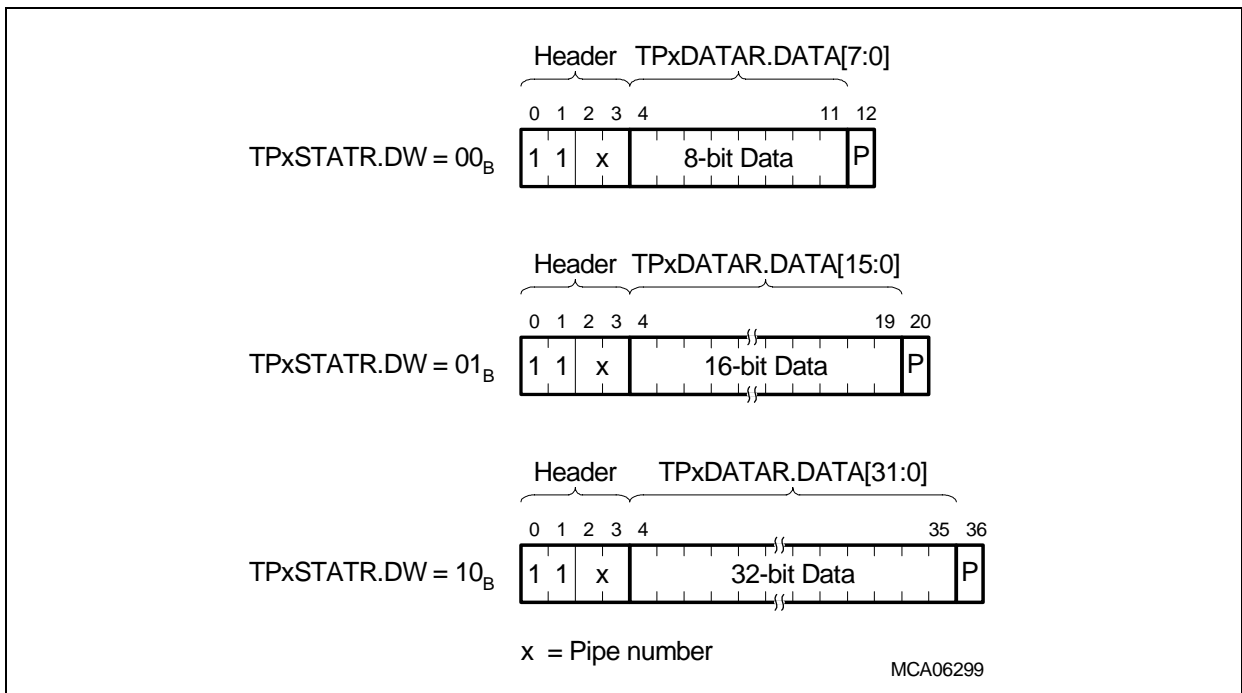 Header TPxDATAR.DATA[7:0]
0 1 2 3 4 11 12
TPxSTATR.DW = 00B 1 1 x 8-bit Data P
Header TPxDATAR.DATA[15:0]
0 1 2 3 4 19 20
TPxSTATR.DW = 01B 1 1 x 16-bit Data P
Header TPxDATAR.DATA[31:0]
0 1 2 3 4 35 36
TPxSTATR.DW = 10B 1 1 x 32-bit Data P
x = Pipe number
MCA06299